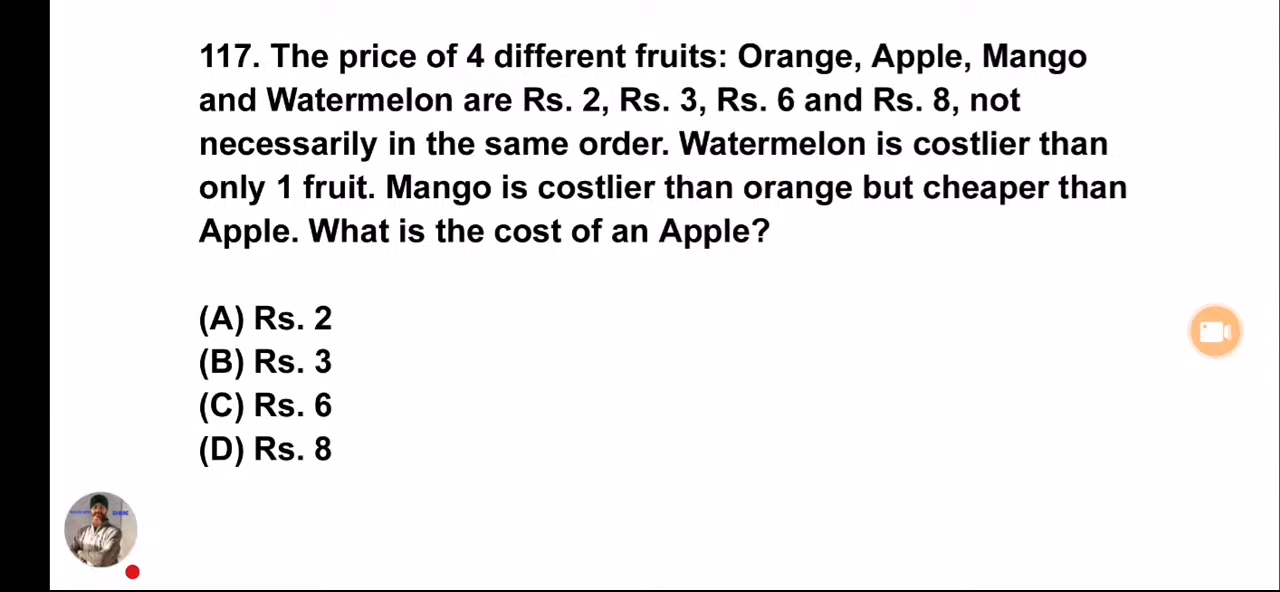 117. The price of 4 different fruits: Orange, Apple, Mango
and Watermelon are Rs. 2, Rs. 3, Rs. 6 and Rs. 8, not
necessarily in the same order. Watermelon is costlier than
only 1 fruit. Mango is costlier than orange but cheaper than
Apple. What is the cost of an Apple?
(A) Rs. 2
(B) Rs. 3
(C) Rs. 6
(D) Rs. 8